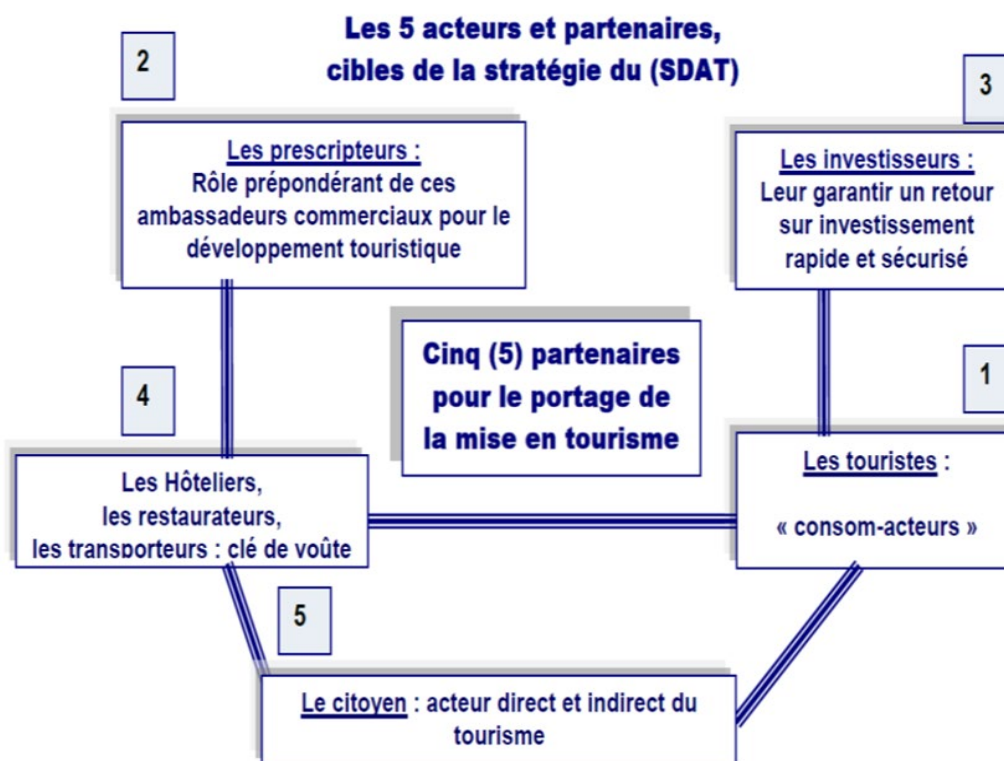 Les 5 acteurs et partenaires,
cibles de la stratégie du (SDAT)
2
Les prescripteurs :
Rôle prépondérant de ces
ambassadeurs commerciaux pour le
développement touristique
3
Les investisseurs :
Leur garantir un retour
sur investissement
rapide et sécurisé
Cinq (5) partenaires
pour le portage de
la mise en tourisme
4
Les Hôteliers,
les restaurateurs,
les transporteurs : clé de voûte
1
Les touristes :
« consom-acteurs »
5
Le citoyen : acteur direct et indirect du
tourisme